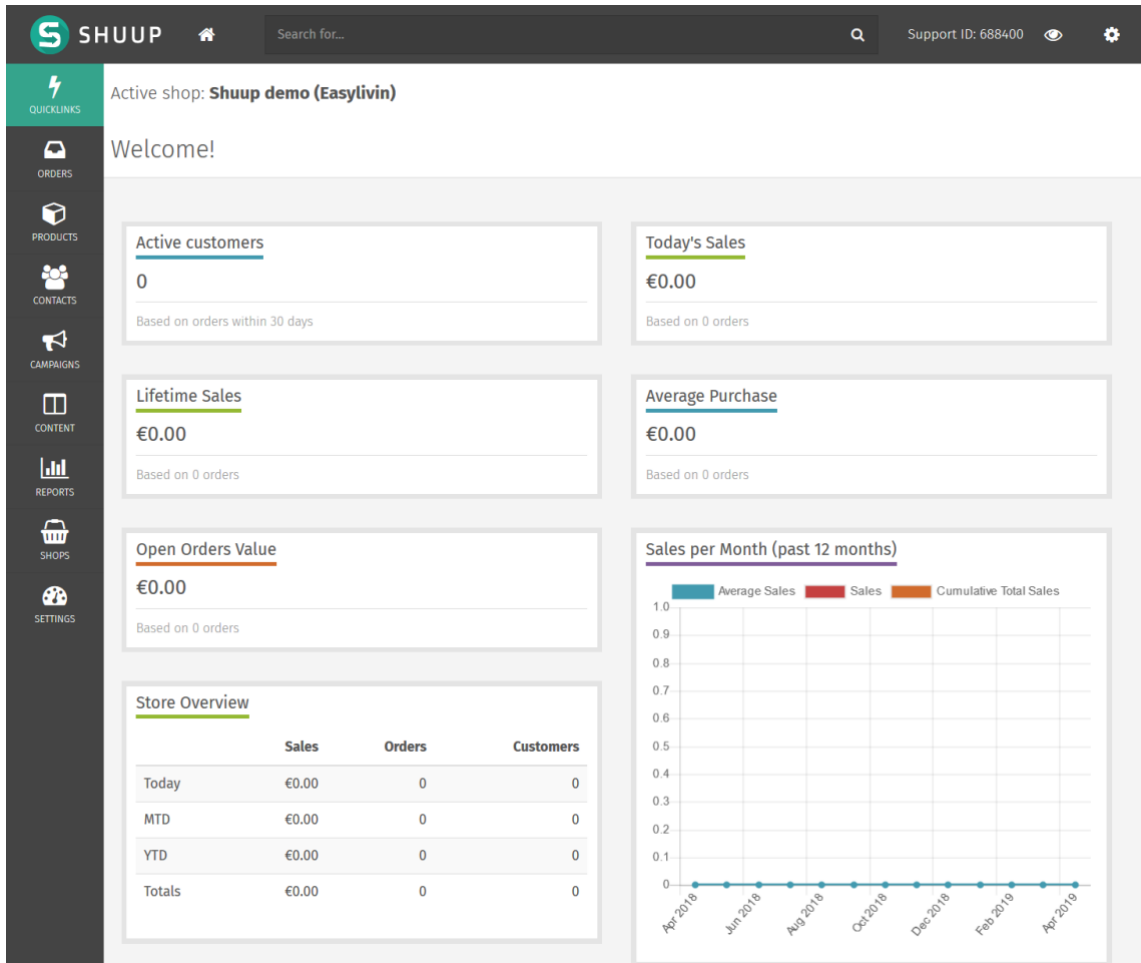 SHUUP
Search for...
Support ID: 688400
QUICKLINKS
ORDERS
PRODUCTS
CONTACTS
CAMPAIGNS
CONTENT
REPORTS
SHOPS
SETTINGS
Active shop: Shuup demo (Easylivin)
Welcome!
Active customers
0
Based on orders within 30 days
Today's Sales
€0.00
Based on 0 orders
Lifetime Sales
€0.00
Based on 0 orders
Average Purchase
€0.00
Based on 0 orders
Open Orders Value
€0.00
Based on 0 orders
Store Overview
Sales Orders Customers
Today €0.00 0 0
MTD €0.00 0 0
YTD €0.00 0 0
Totals €0.00 0 0
Sales per Month (past 12 months)
Average Sales Sales Cumulative Total Sales
1.0
0.9
0.8
0.7
0.6
0.5
0.4
0.3
0.2
0.1
0
Apr 2018 Jun 2018 Aug 2018 Oct 2018 Dec 2018 Feb 2019 Apr 2019